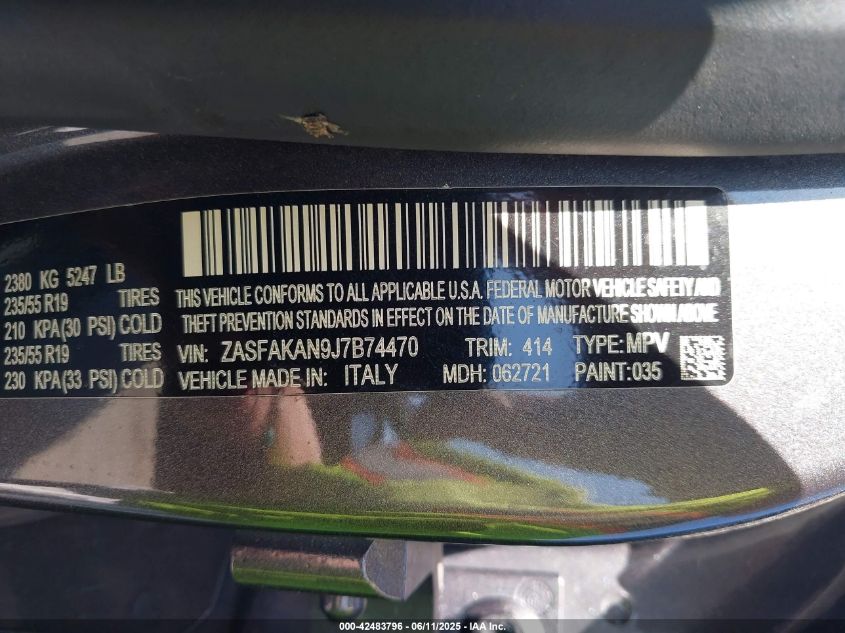 2380 KG 5247 LB
235/55 R19 TIRES
210 KPA(30 PSI) COLD
235/55 R19 TIRES
230 KPA(33 PSI) COLD
THIS VEHICLE CONFORMS TO ALL APPLICABLE U.S.A. FEDERAL MOTOR VEHICLE SAFETY AND
THEFT PREVENTION STANDARDS IN EFFECT ON THE DATE OF MANUFACTURE SHOWN ABOVE
VIN: ZASFAKAN9J7B74470 TRIM: 414 TYPE: MPV
VEHICLE MADE IN: ITALY MDH: 062721 PAINT: 035
000-42483796 - 06/11/2025 - IAA Inc.